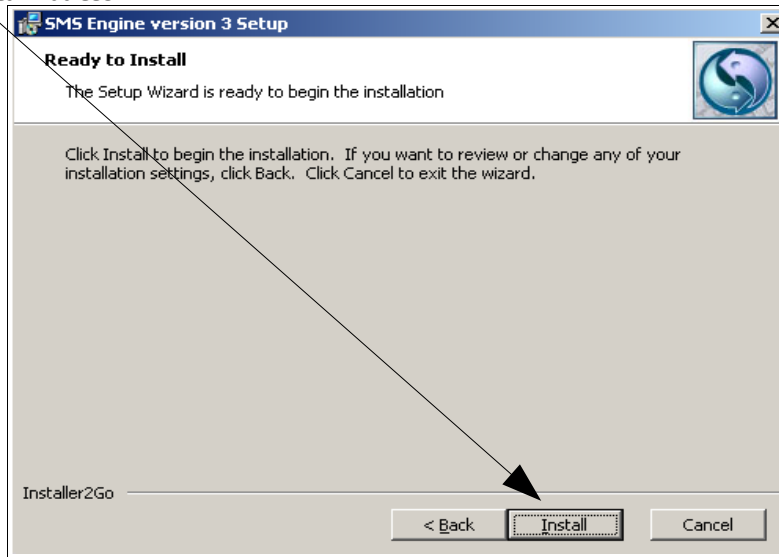 SMS Engine version 3 Setup
Ready to Install
The Setup Wizard is ready to begin the installation
Click Install to begin the installation. If you want to review or change any of your
installation settings, click Back. Click Cancel to exit the wizard.
Installer2Go
< Back Install Cancel